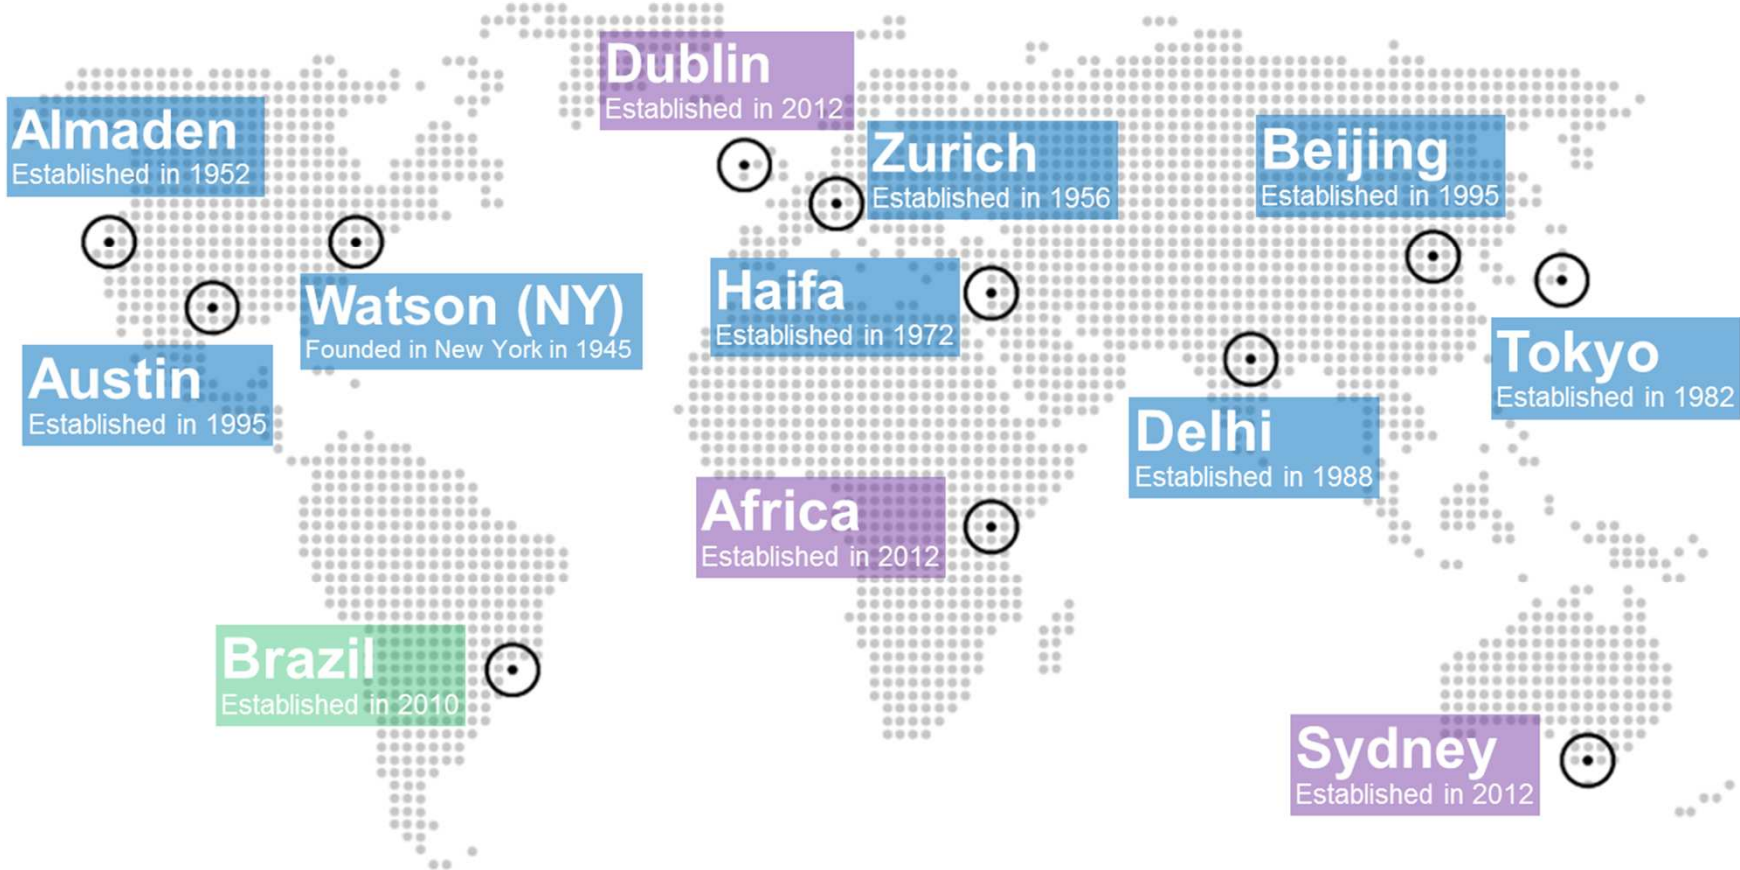 Dublin
Established in 2012
Almaden
Established in 1952
Zurich
Established in 1956
Beijing
Established in 1995
Watson (NY)
Founded in New York in 1945
Haifa
Established in 1972
Austin
Established in 1995
Tokyo
Established in 1982
Delhi
Established in 1988
Africa
Established in 2012
Brazil
Established in 2010
Sydney
Established in 2012